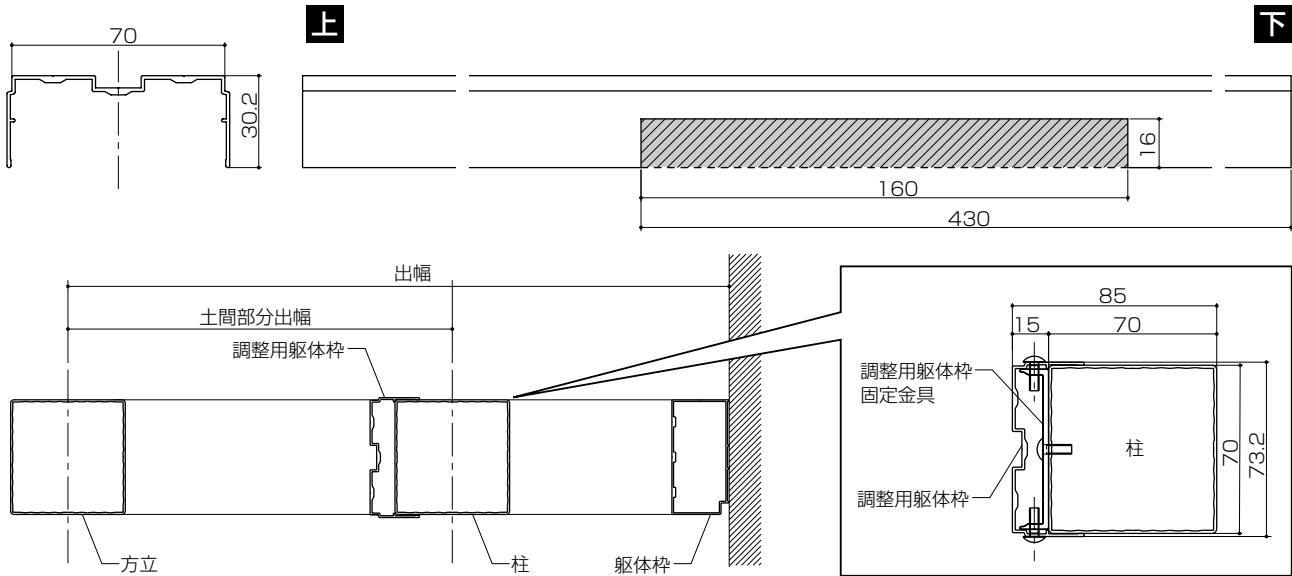 上
下
70
30.2
16
160
430
出幅
土間部分出幅
調整用躯体枠
方立
柱
躯体枠
85
15
70
調整用躯体枠
固定金具
柱
調整用躯体枠
70
73.2